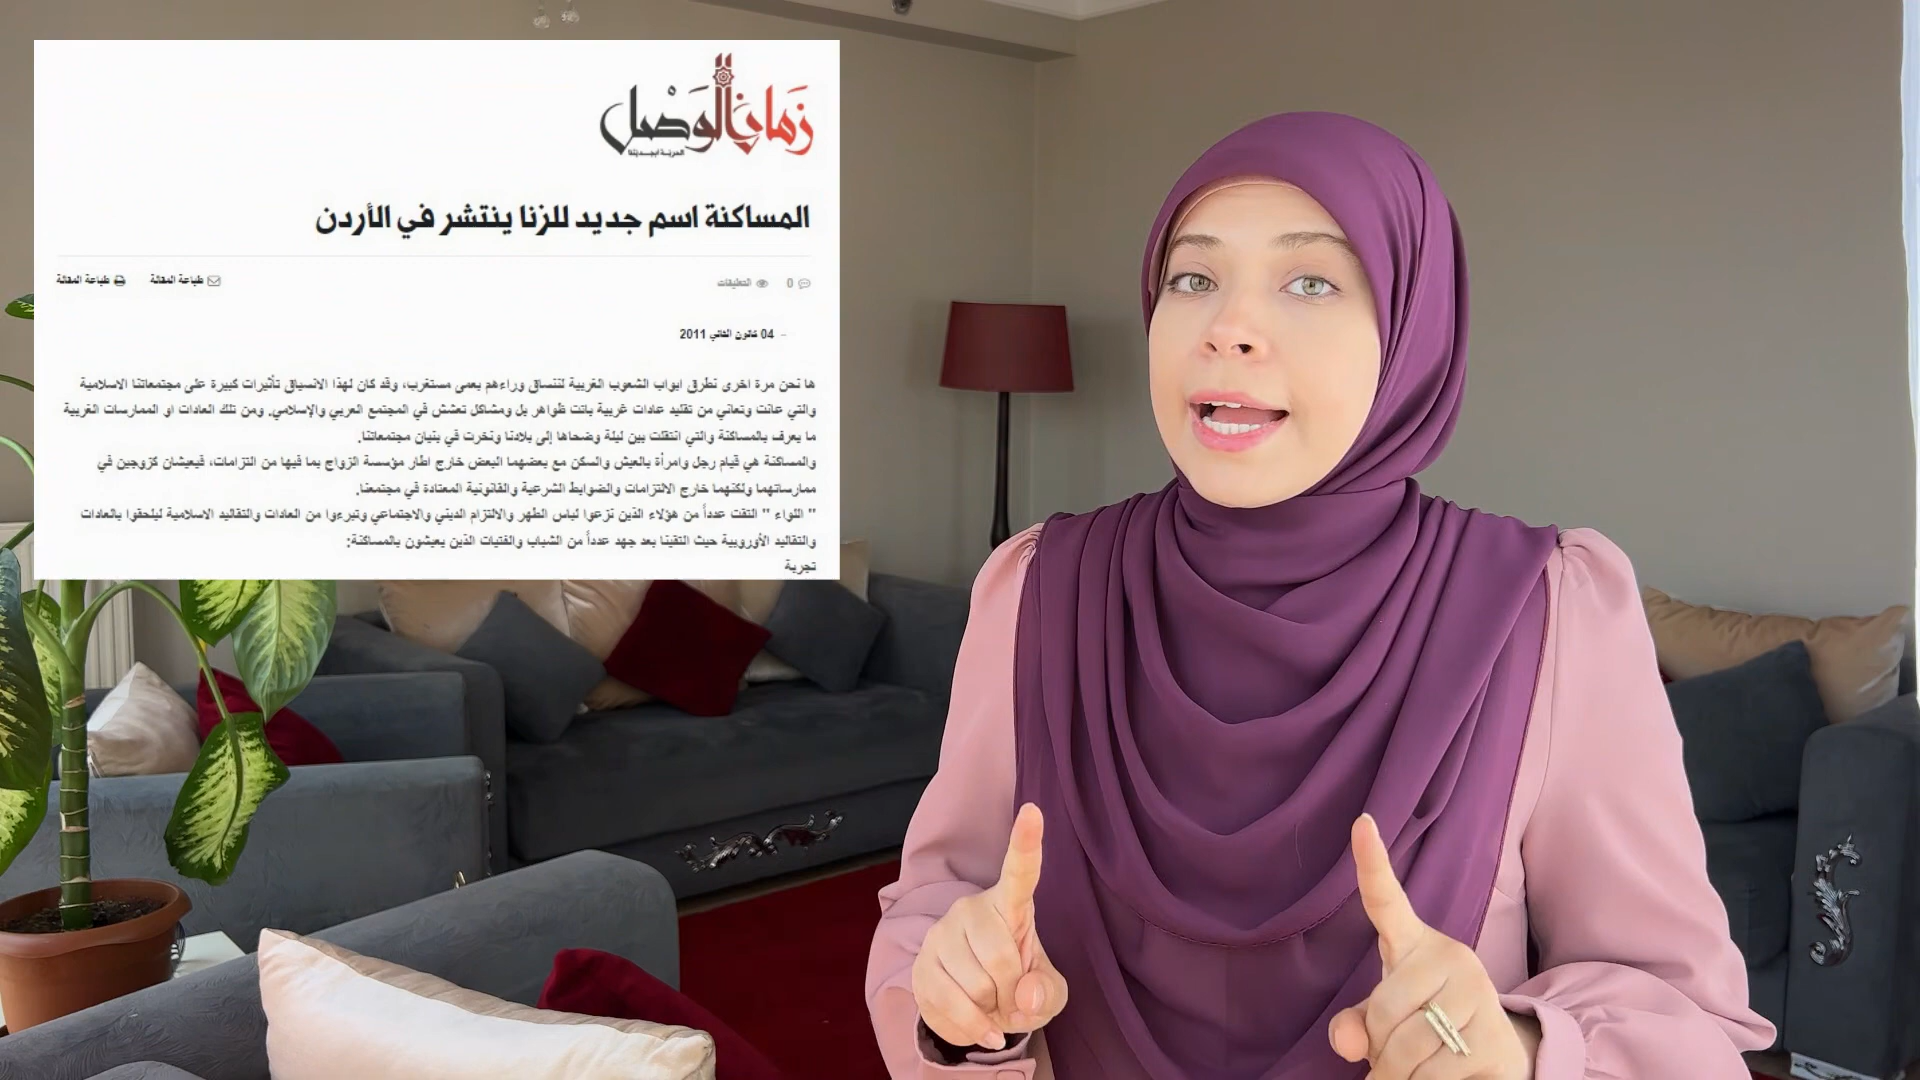 زمان الوصل
المساكنة اسم جديد للزنا ينتشر في الأردن
0 التعليقات
طباعة المقالة
طباعة المقالة
- 04 كانون الثاني 2011
ها نحن مرة اخرى نطرق ابواب الشعوب الغربية لننساق وراءهم بعمى مستغرب، وقد كان لهذا الانسياق تأثيرات كبيرة على مجتمعاتنا الاسلامية
والتي عانت وتعاني من تقليد عادات غربية باتت ظواهر بل ومشاكل تعشش في المجتمع العربي والإسلامي. ومن تلك العادات او الممارسات الغربية
ما يعرف بالمساكنة والتي انتقلت بين ليلة وضحاها إلى بلادنا ونخرت في بنيان مجتمعاتنا.
والمساكنة هي قيام رجل وامرأة بالعيش والسكن مع بعضهما البعض خارج اطار مؤسسة الزواج بما فيها من التزامات، فيعيشان كزوجين في
ممارساتهما ولكنهما خارج الالتزامات والضوابط الشرعية والقانونية المعتادة في مجتمعنا.
" اللواء " التقت عدداً من هؤلاء الذين نزعوا لباس الطهر والالتزام الديني والاجتماعي وتبرءوا من العادات والتقاليد الاسلامية ليلحقوا بالعادات
والتقاليد الأوروبية حيث التقينا بعد جهد عدداً من الشباب والفتيات الذين يعيشون بالمساكنة:
تجربة